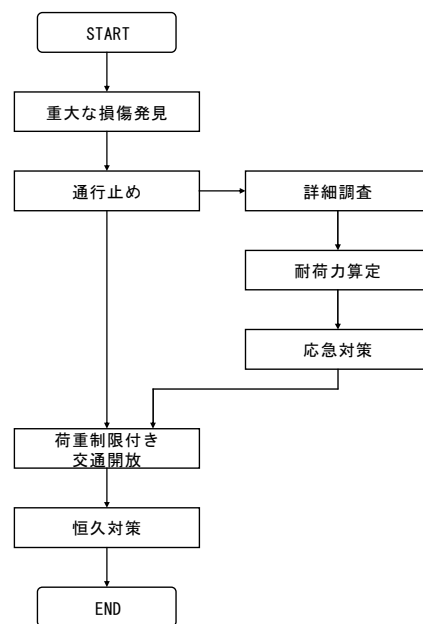 START
重大な損傷発見
通行止め
詳細調査
耐荷力算定
応急対策
荷重制限付き
交通開放
恒久対策
END